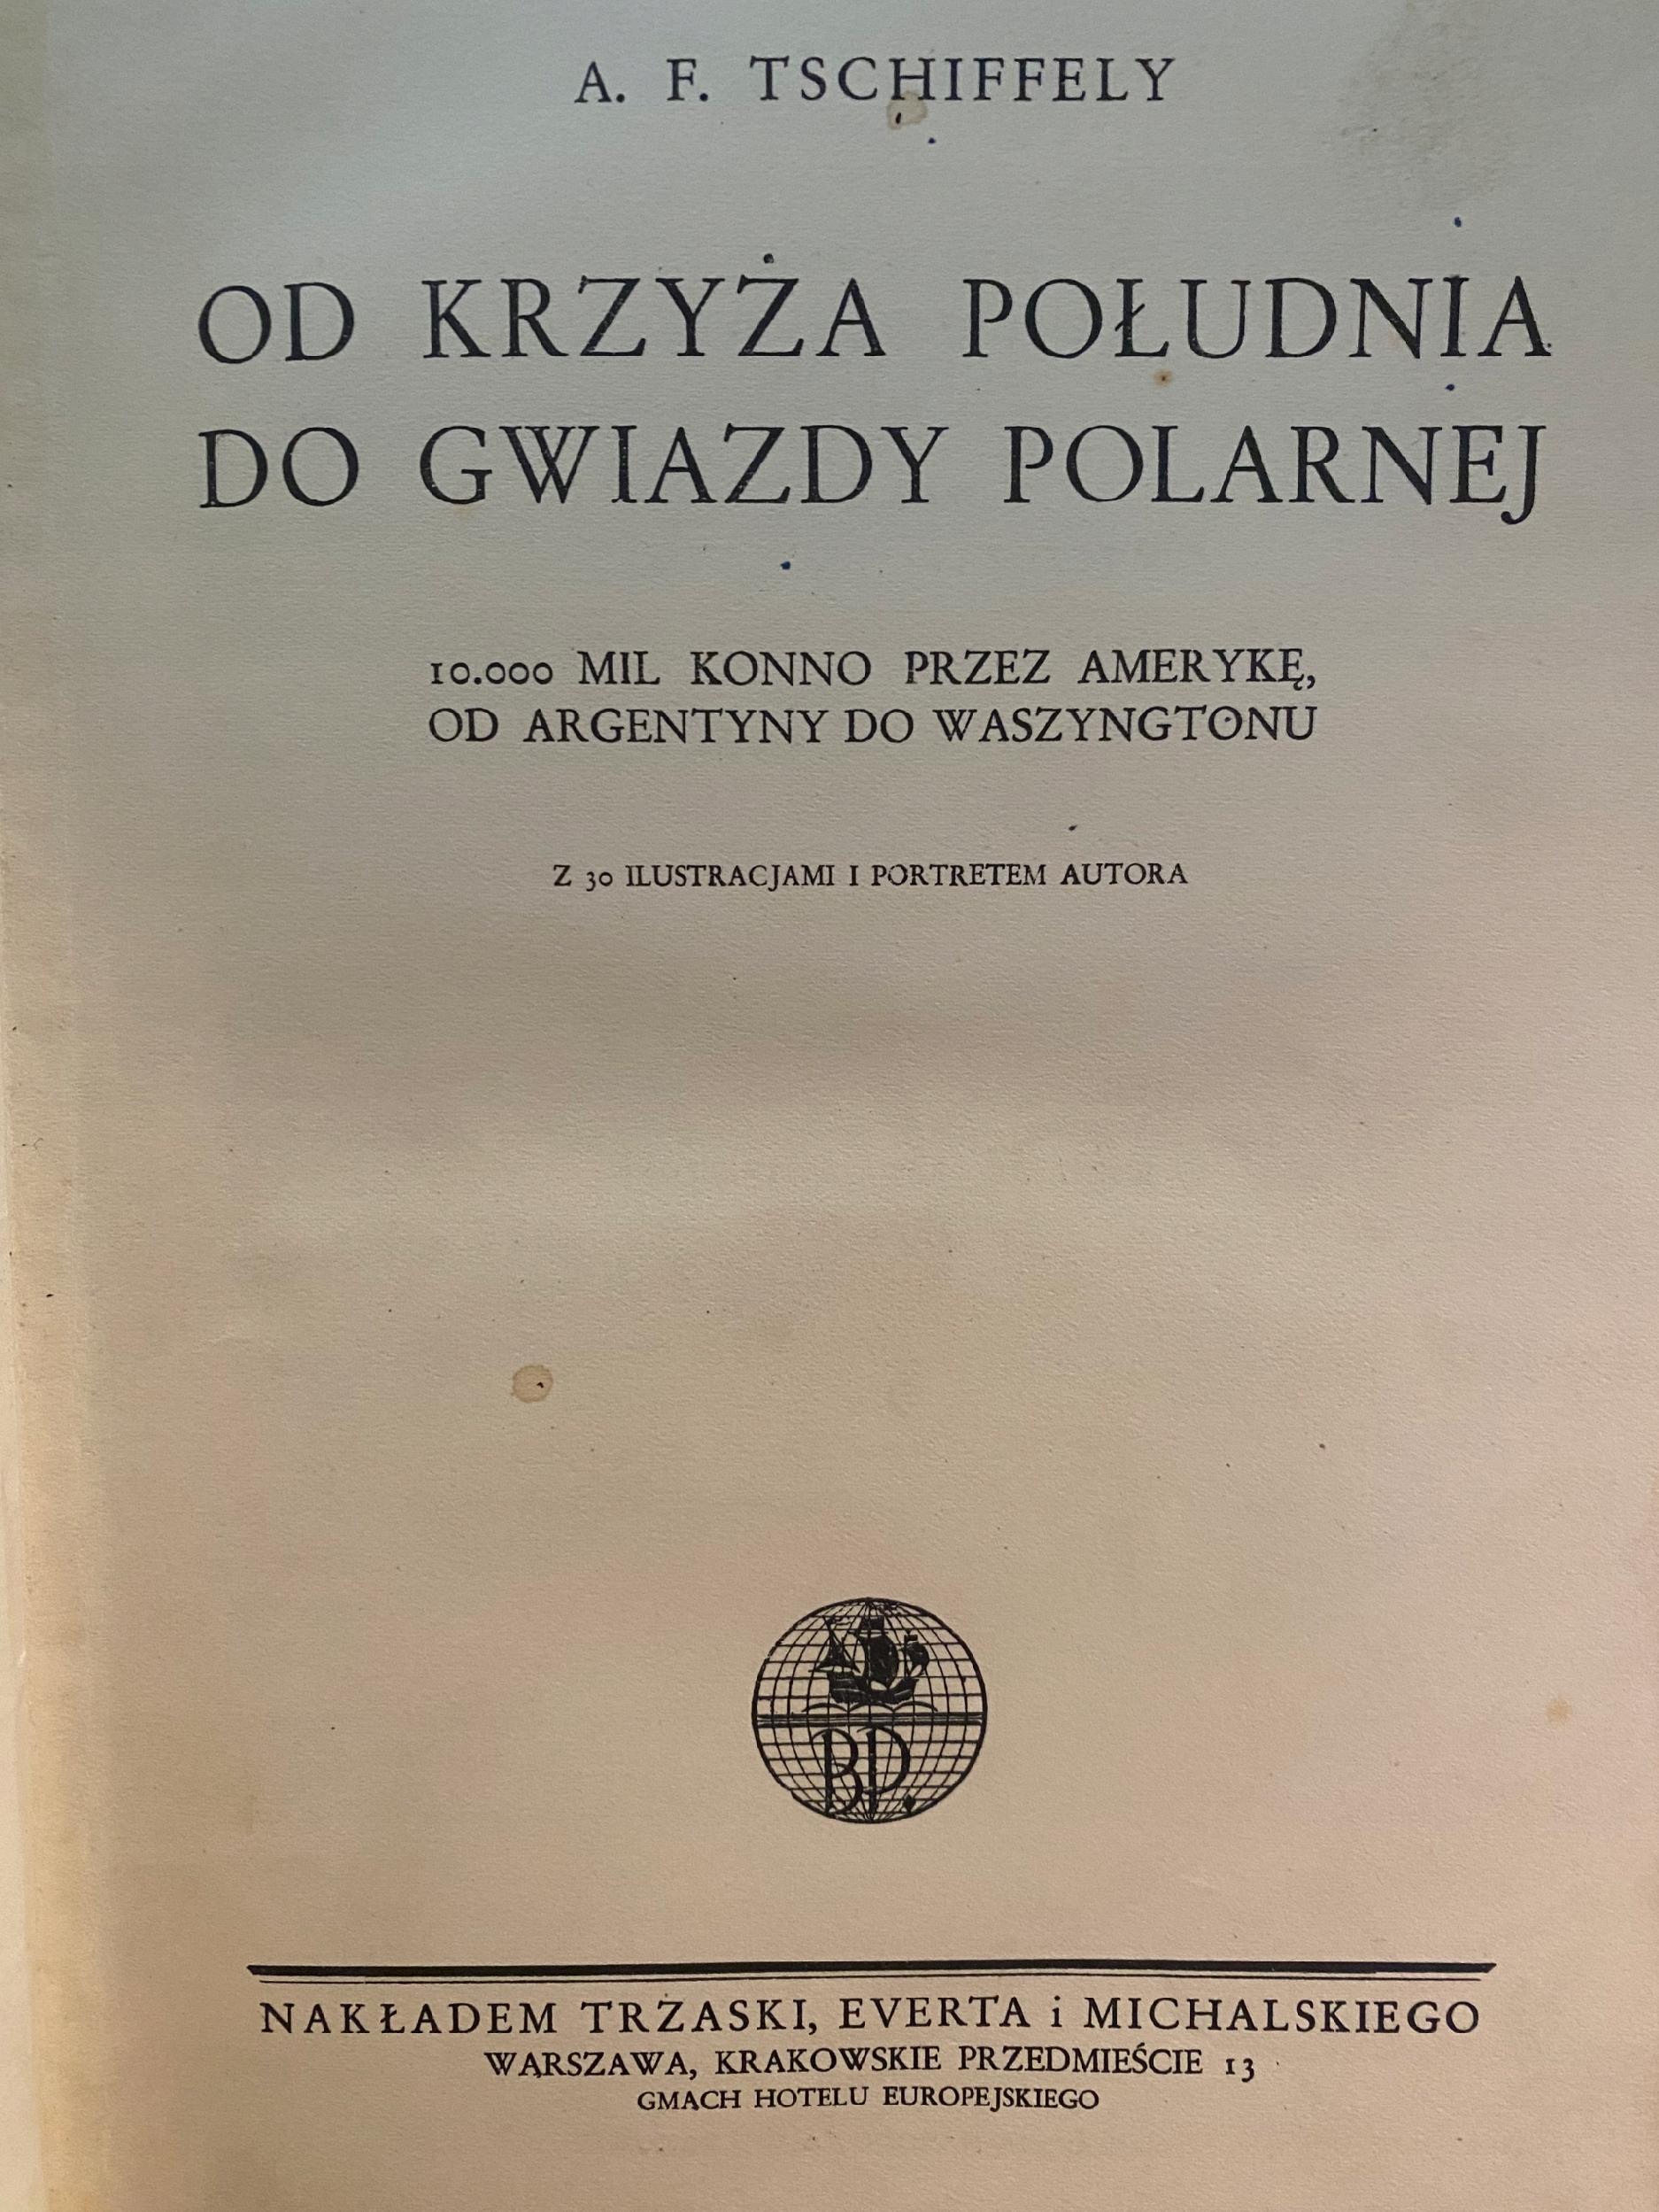 A. F. TSCHIFFELY
OD KRZYŻA POŁUDNIA
DO GWIAZDY POLARNEJ
10.000 MIL KONNO PRZEZ AMERYKĘ,
OD ARGENTYNY DO WASZYNGTONU
Z 30 ILUSTRACJAMI I PORTRETEM AUTORA
BP.
NAKŁADEM TRZASKI, EVERTA i MICHALSKIEGO
WARSZAWA, KRAKOWSKIE PRZEDMIEŚCIE 13
GMACH HOTELU EUROPEJSKIEGO